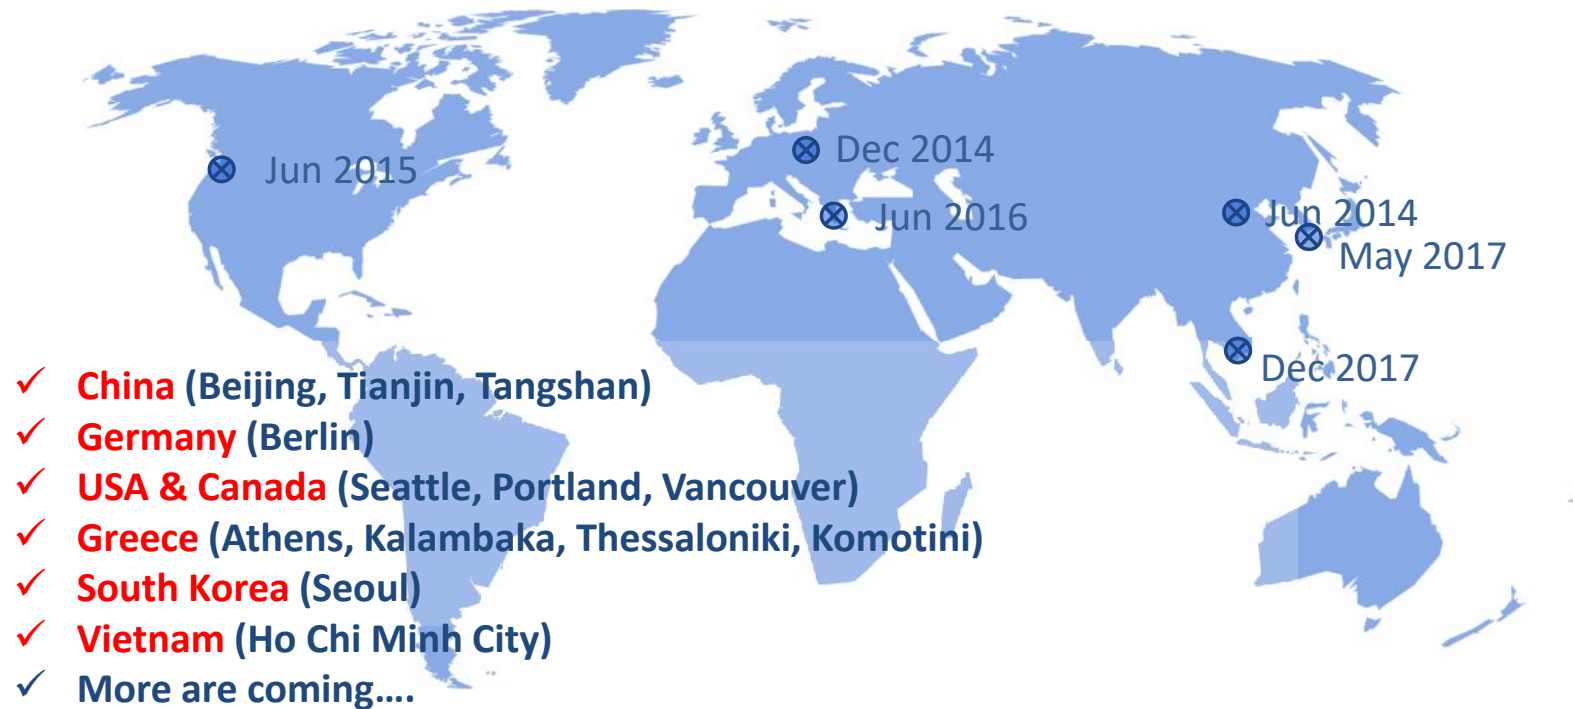 Dec 2014
Jun 2015
Jun 2016
Jun 2014
May 2017
Dec 2017
✓ China (Beijing, Tianjin, Tangshan)
✓ Germany (Berlin)
✓ USA & Canada (Seattle, Portland, Vancouver)
✓ Greece (Athens, Kalambaka, Thessaloniki, Komotini)
✓ South Korea (Seoul)
✓ Vietnam (Ho Chi Minh City)
✓ More are coming....